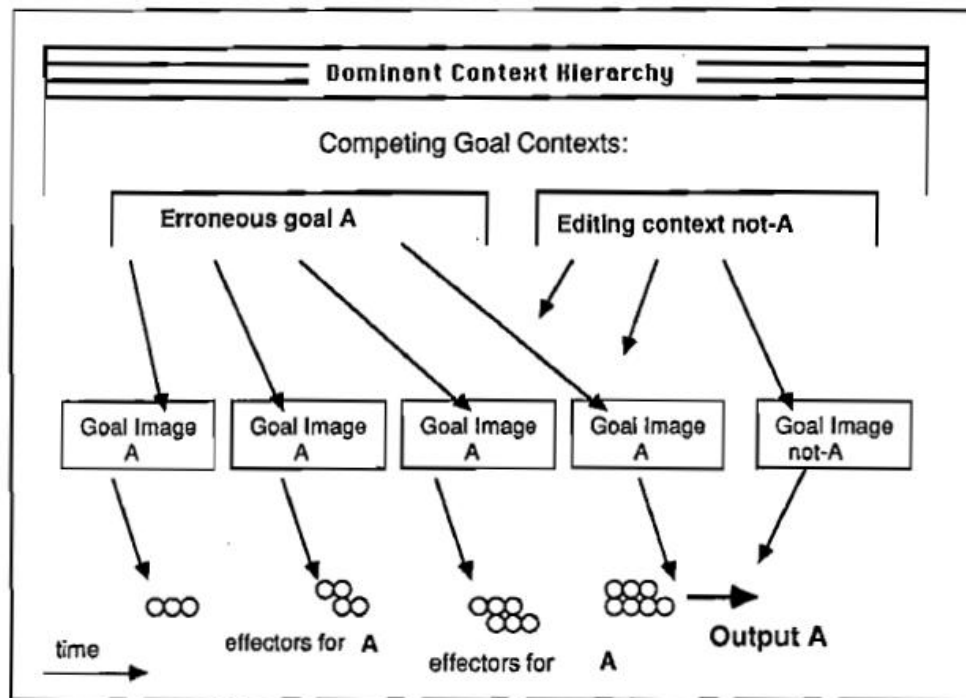 Dominant Context Hierarchy
Competing Goal Contexts:
Erroneous goal A
Editing context not-A
Goal Image
A
Goal Image
A
Goal Image
A
Goal Image
A
Goal Image
not-A
effectors for A
effectors for A
Output A
time